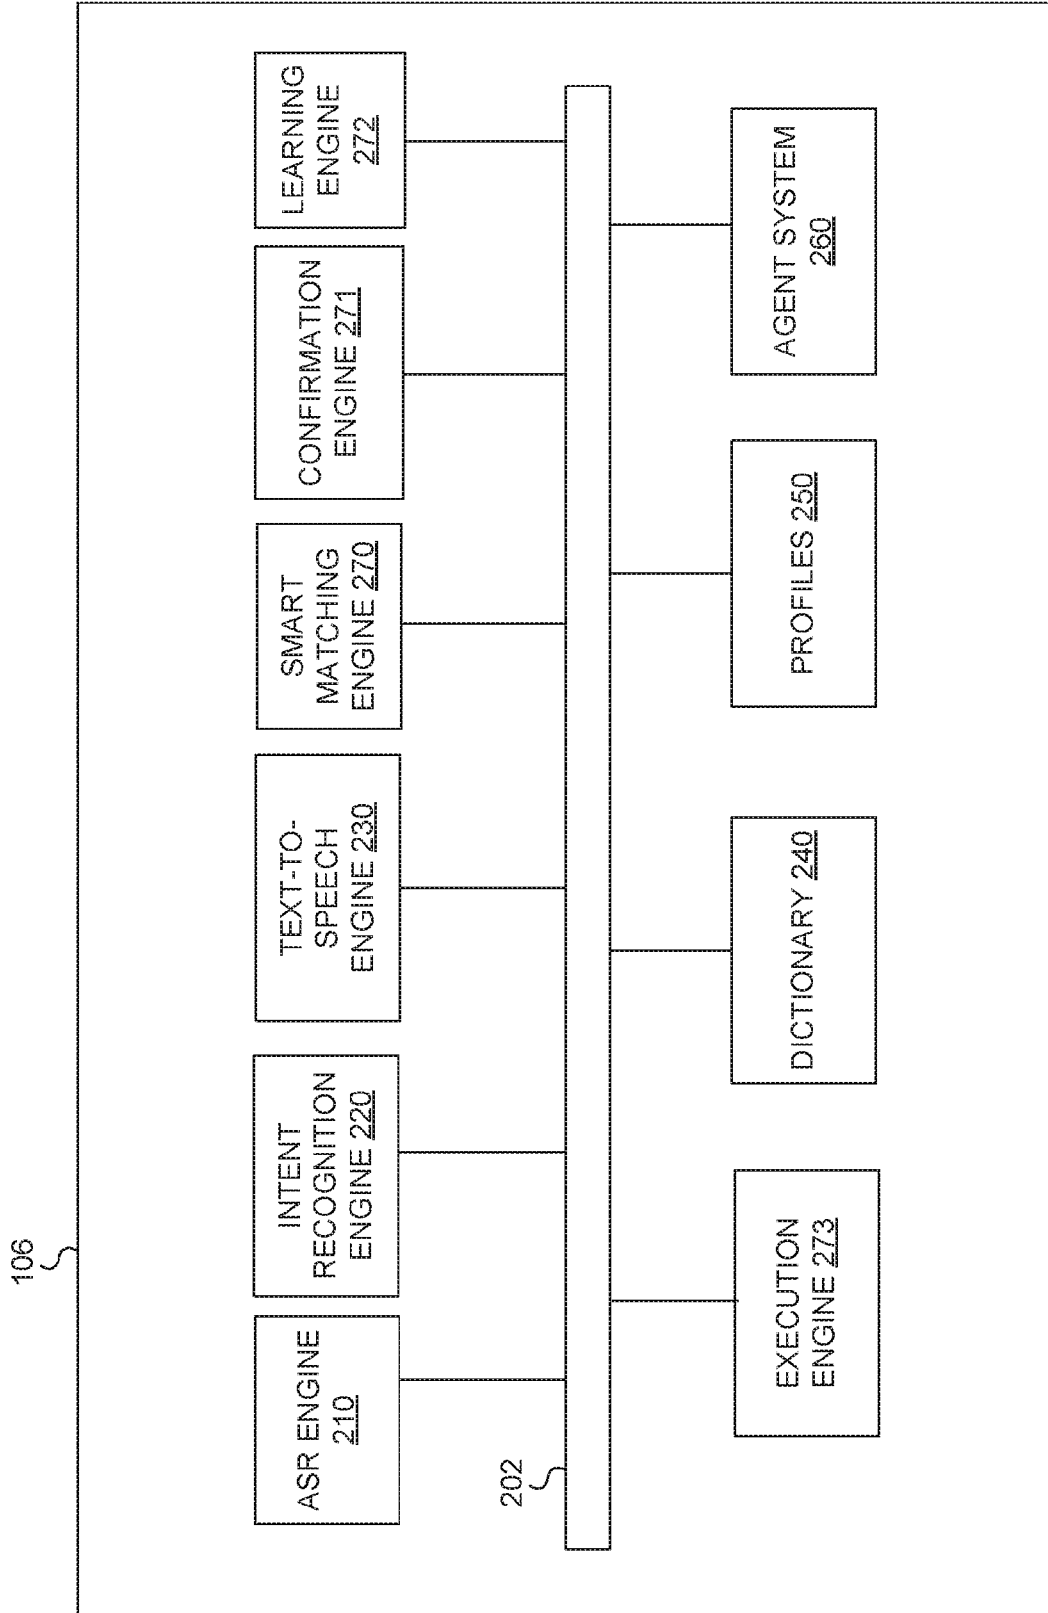 106
ASR ENGINE
210
INTENT
RECOGNITION
ENGINE 220
TEXT-TO-
SPEECH
ENGINE 230
SMART
MATCHING
ENGINE 270
CONFIRMATION
ENGINE 271
LEARNING
ENGINE
272
202
EXECUTION
ENGINE 273
DICTIONARY 240
PROFILES 250
AGENT SYSTEM
260